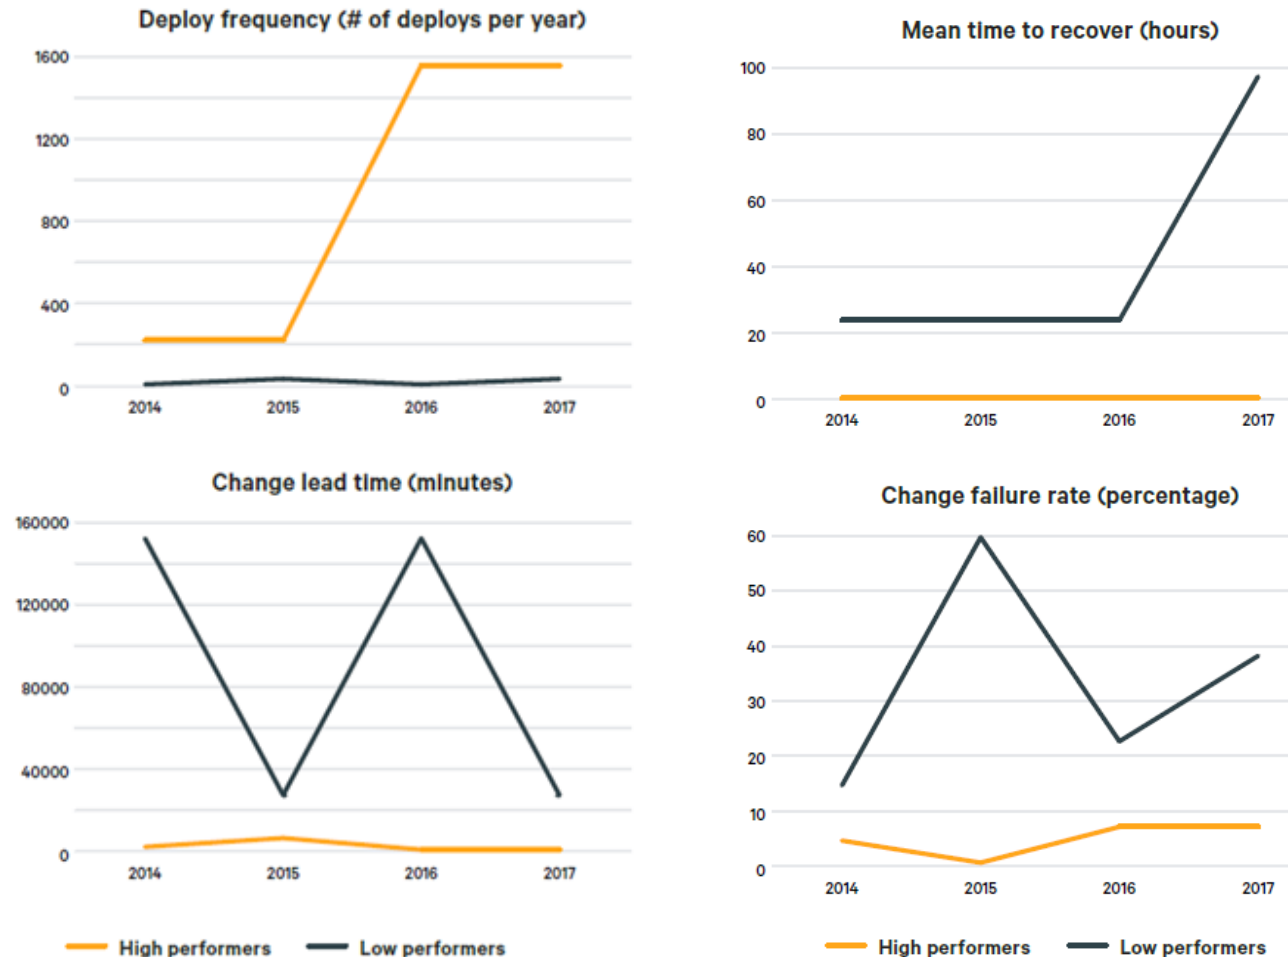 Deploy frequency (# of deploys per year)
1600
1200
800
400
0
2014 2015 2016 2017
Mean time to recover (hours)
100
80
60
40
20
0
2014 2015 2016 2017
Change lead time (minutes)
160000
120000
80000
40000
0
2014 2015 2016 2017
High performers Low performers
Change failure rate (percentage)
60
50
40
30
20
10
0
2014 2015 2016 2017
High performers Low performers